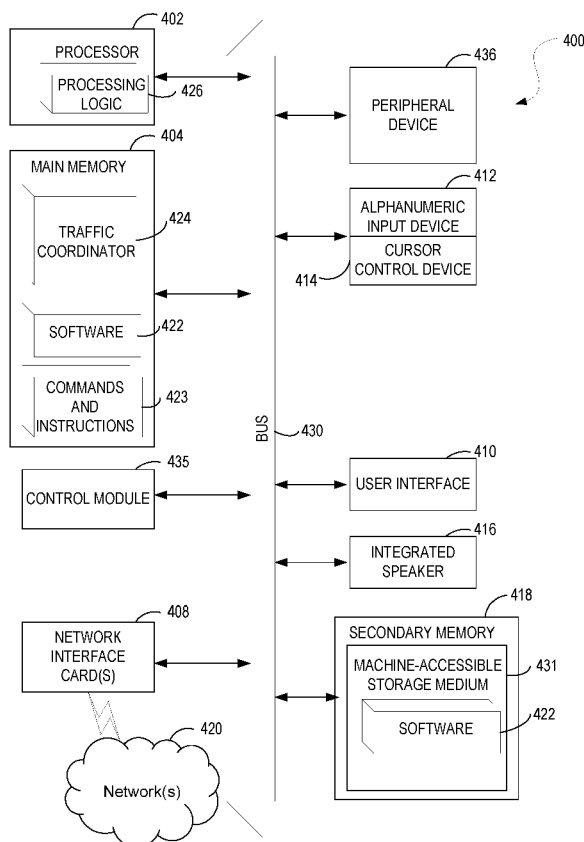 402
PROCESSOR
PROCESSING
LOGIC
426
404
MAIN MEMORY
TRAFFIC
COORDINATOR
424
SOFTWARE
422
COMMANDS
AND
INSTRUCTIONS
423
435
CONTROL MODULE
408
NETWORK
INTERFACE
CARD(S)
420
Network(s)
BUS
430
400
436
PERIPHERAL
DEVICE
412
ALPHANUMERIC
INPUT DEVICE
CURSOR
CONTROL DEVICE
414
410
USER INTERFACE
416
INTEGRATED
SPEAKER
418
SECONDARY MEMORY
MACHINE-ACCESSIBLE
STORAGE MEDIUM
431
SOFTWARE
422